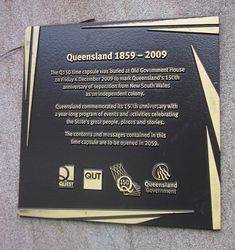 Queensland 1859 – 2009
The Q150 time capsule was buried at Old Government House
on Friday 4 December 2009 to mark Queensland's 150th
anniversary of separation from New South Wales
as an independent colony.
Queensland commemorated its 150th anniversary with
a year-long program of events and activities celebrating
the State's great people, places and stories.
The contents and messages contained in this
time capsule are to be opened in 2059.
QUEST
QUT
Q150
Queensland
Government